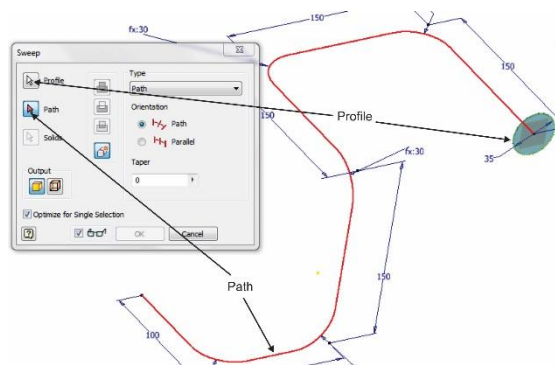 150
fx:30
Sweep
Type
Profile
Path
150
Path
Orientation
Path
Parallel
Solids
Profile
35
150
fx:30
Taper
0
Output
150
Optimize for Single Selection
OK
Cancel
Path
100